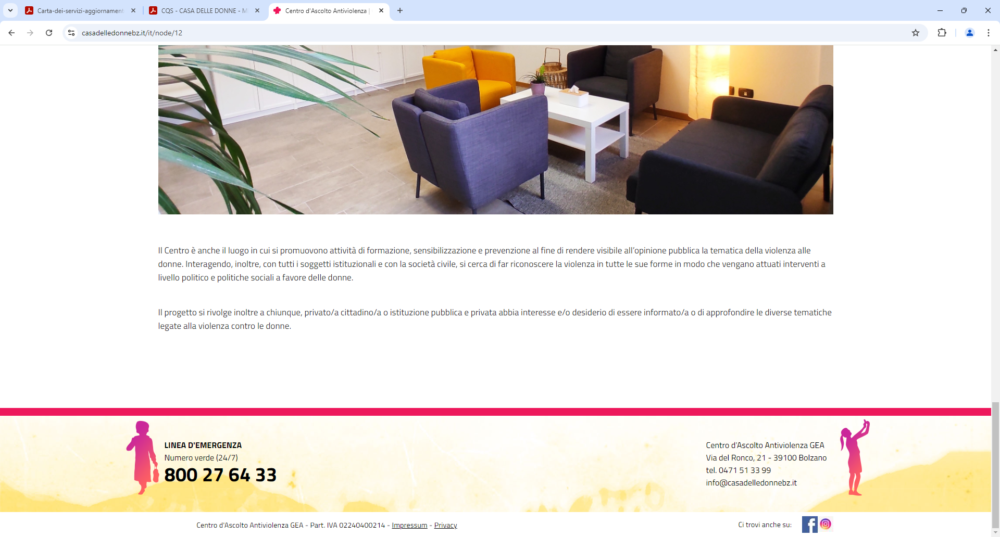 Carta-dei-servizi-aggiornament
CQS - CASA DELLE DONNE - M
Centro d'Ascolto Antiviolenza |
casadelledonnebz.it/it/node/12
Il Centro è anche il luogo in cui si promuovono attività di formazione, sensibilizzazione e prevenzione al fine di rendere visibile all'opinione pubblica la tematica della violenza alle
donne. Interagendo, inoltre, con tutti i soggetti istituzionali e con la società civile, si cerca di far riconoscere la violenza in tutte le sue forme in modo che vengano attuati interventi a
livello politico e politiche sociali a favore delle donne.
Il progetto si rivolge inoltre a chiunque, privato/a cittadino/a o istituzione pubblica e privata abbia interesse e/o desiderio di essere informato/a o di approfondire le diverse tematiche
legate alla violenza contro le donne.
LINEA D'EMERGENZA
Numero verde (24/7)
800 27 64 33
Centro d'Ascolto Antiviolenza GEA
Via del Ronco, 21 - 39100 Bolzano
tel. 0471 51 33 99
info@casadelledonnebz.it
Centro d'Ascolto Antiviolenza GEA - Part. IVA 02240400214 - Impressum - Privacy
Ci trovi anche su: